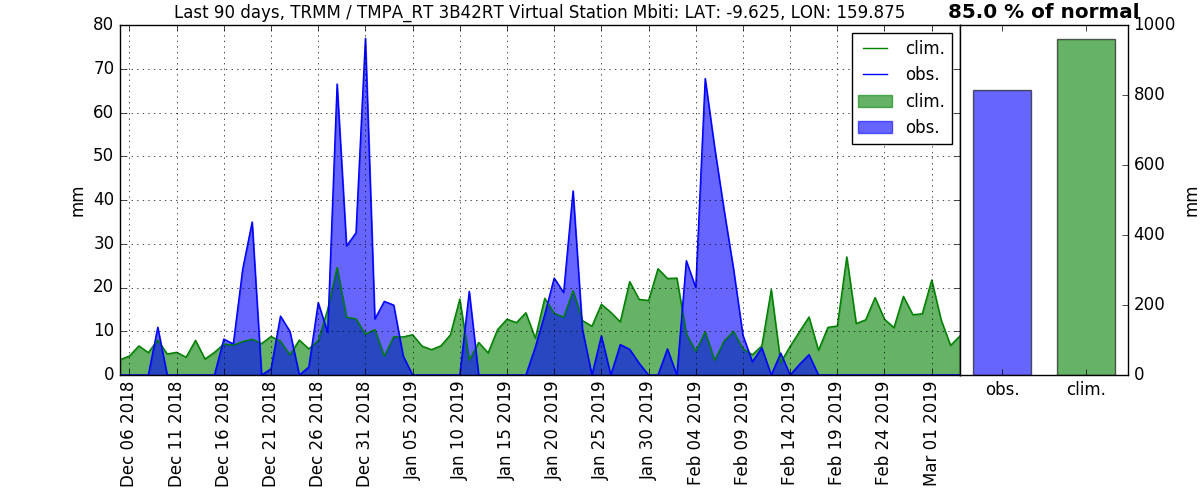 Last 90 days, TRMM / TMPA_RT 3B42RT Virtual Station Mbiti: LAT: -9.625, LON: 159.875
85.0 % of normal
80
70
60
50
40
30
20
10
0
mm
clim.
obs.
clim.
obs.
Dec 06 2018
Dec 11 2018
Dec 16 2018
Dec 21 2018
Dec 26 2018
Dec 31 2018
Jan 05 2019
Jan 10 2019
Jan 15 2019
Jan 20 2019
Jan 25 2019
Jan 30 2019
Feb 04 2019
Feb 09 2019
Feb 14 2019
Feb 19 2019
Feb 24 2019
Mar 01 2019
1000
800
600
400
200
0
mm
obs.
clim.